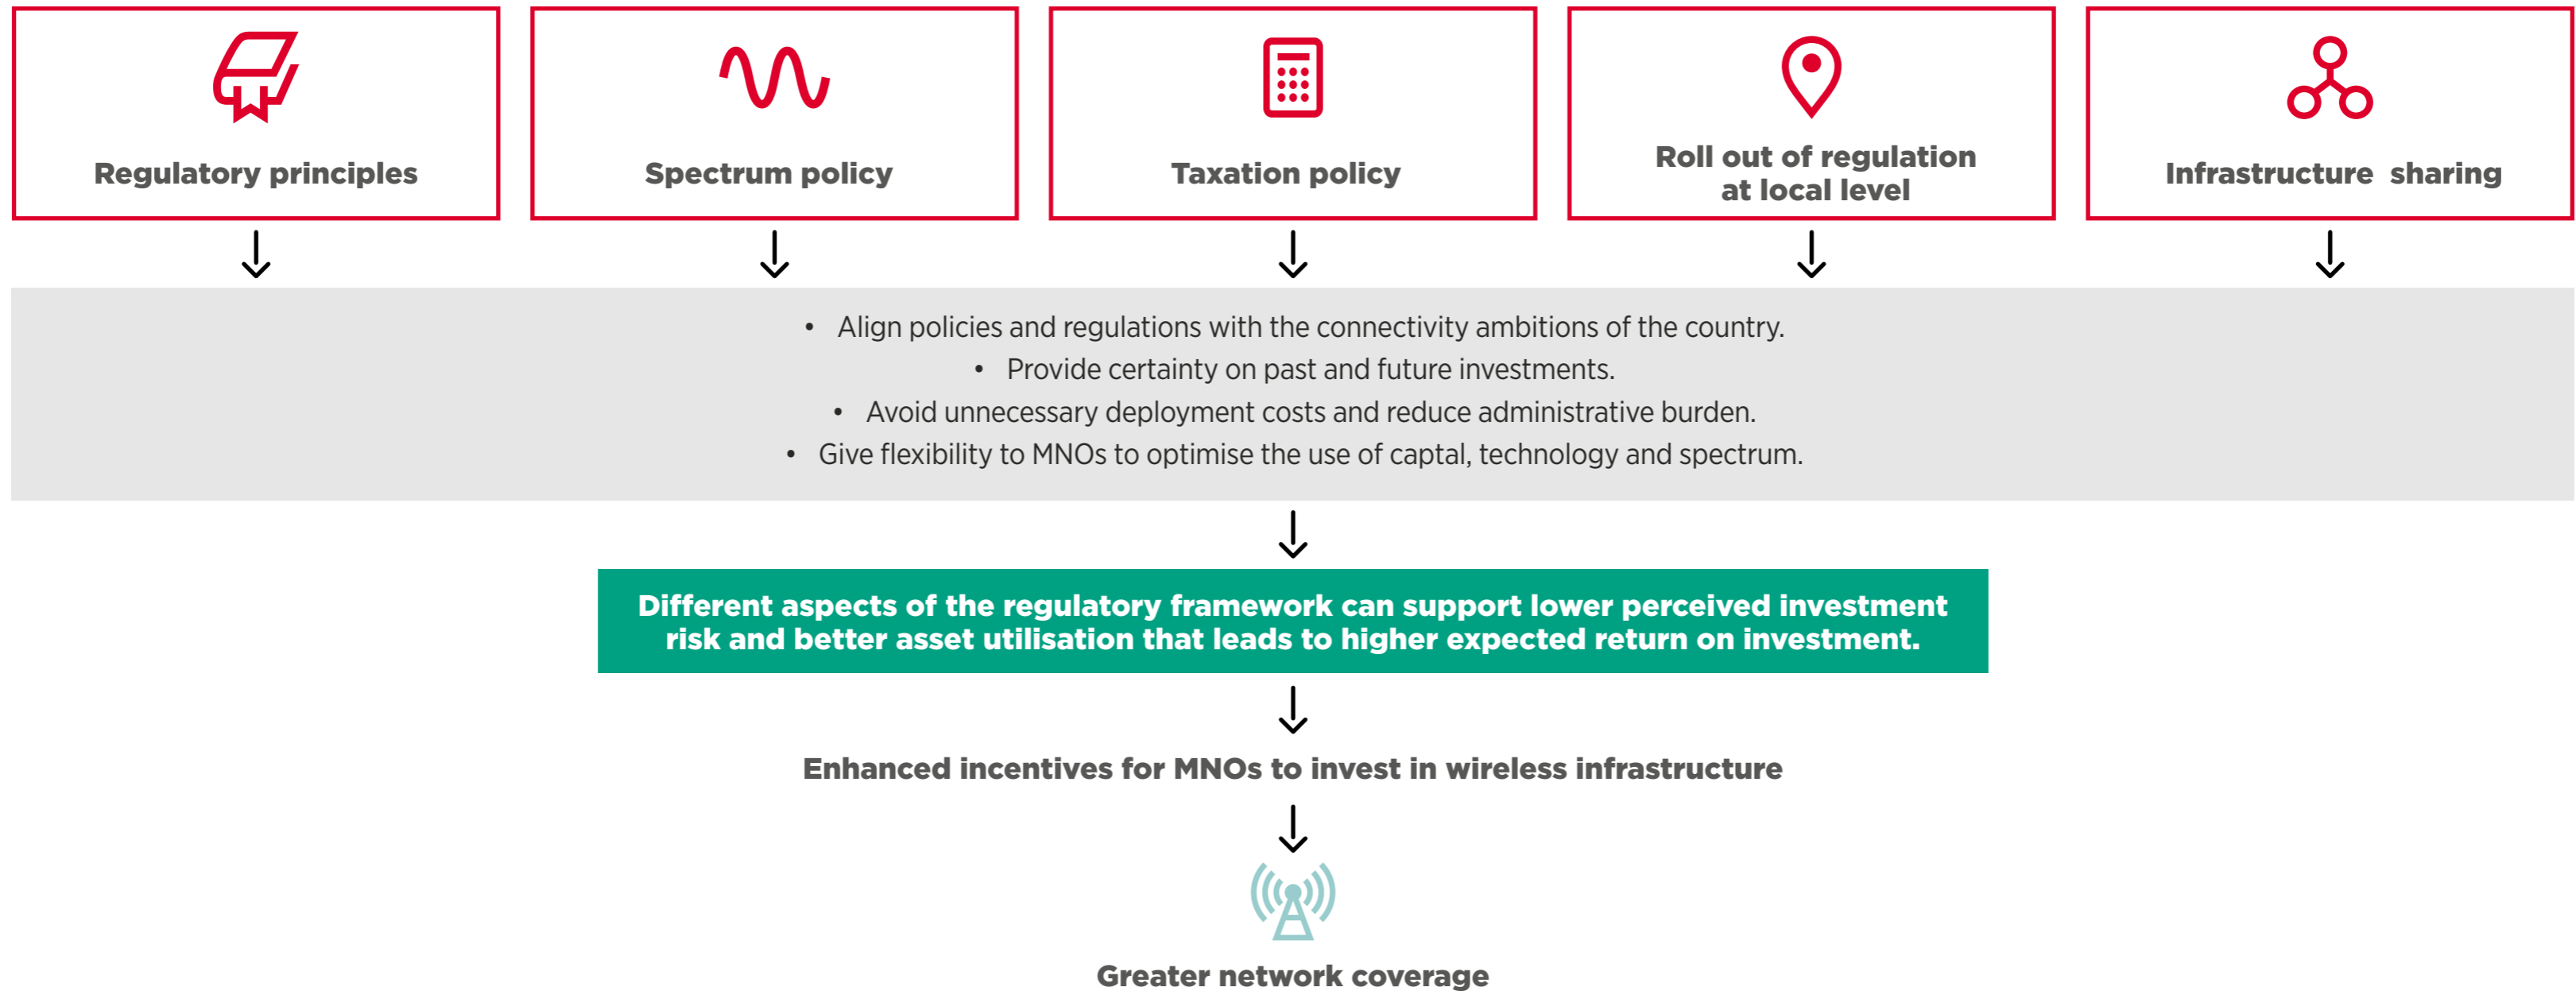 Regulatory principles
Spectrum policy
Taxation policy
Roll out of regulation
at local level
Infrastructure sharing
• Align policies and regulations with the connectivity ambitions of the country.
• Provide certainty on past and future investments.
• Avoid unnecessary deployment costs and reduce administrative burden.
• Give flexibility to MNOs to optimise the use of captal, technology and spectrum.
Different aspects of the regulatory framework can support lower perceived investment
risk and better asset utilisation that leads to higher expected return on investment.
Enhanced incentives for MNOs to invest in wireless infrastructure
Greater network coverage